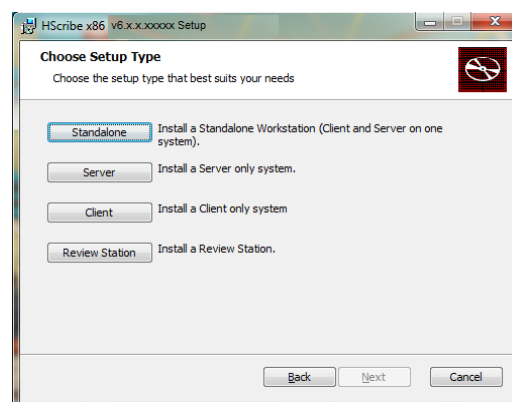 HScribe x86 v6.x.x.xxxxx Setup
Choose Setup Type
Choose the setup type that best suits your needs
Standalone Install a Standalone Workstation (Client and Server on one
system).
Server Install a Server only system.
Client Install a Client only system
Review Station Install a Review Station.
Back Next Cancel